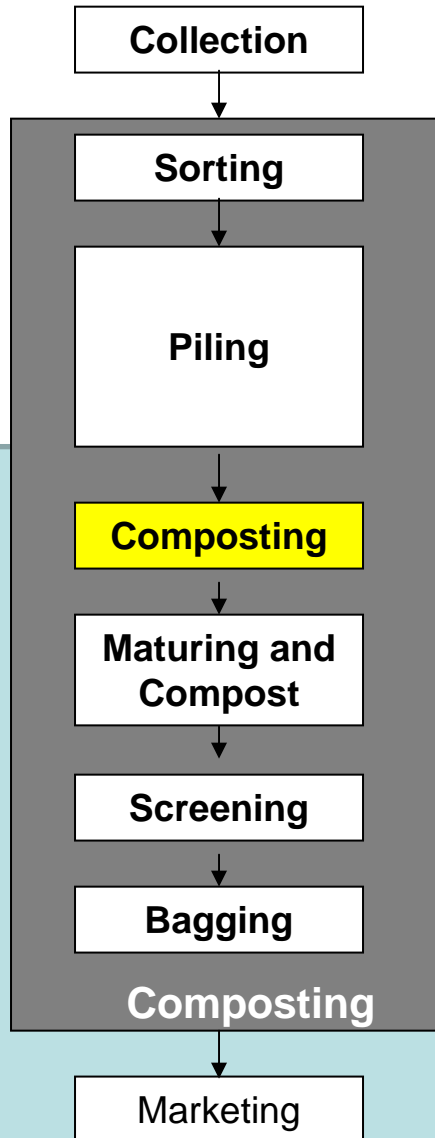 Collection
Sorting
Piling
Composting
Maturing and
Compost
Screening
Bagging
Composting
Marketing